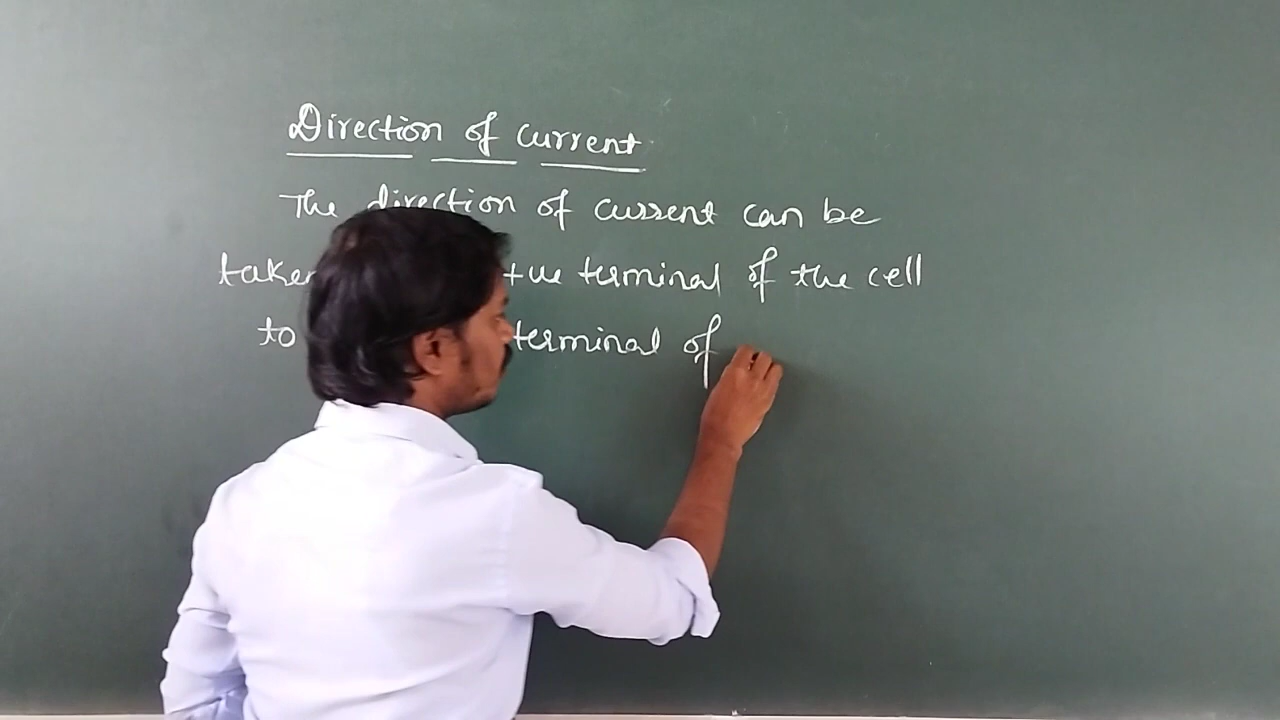 Direction of current
The direction of current can be
taken +ve terminal of the cell
to terminal of